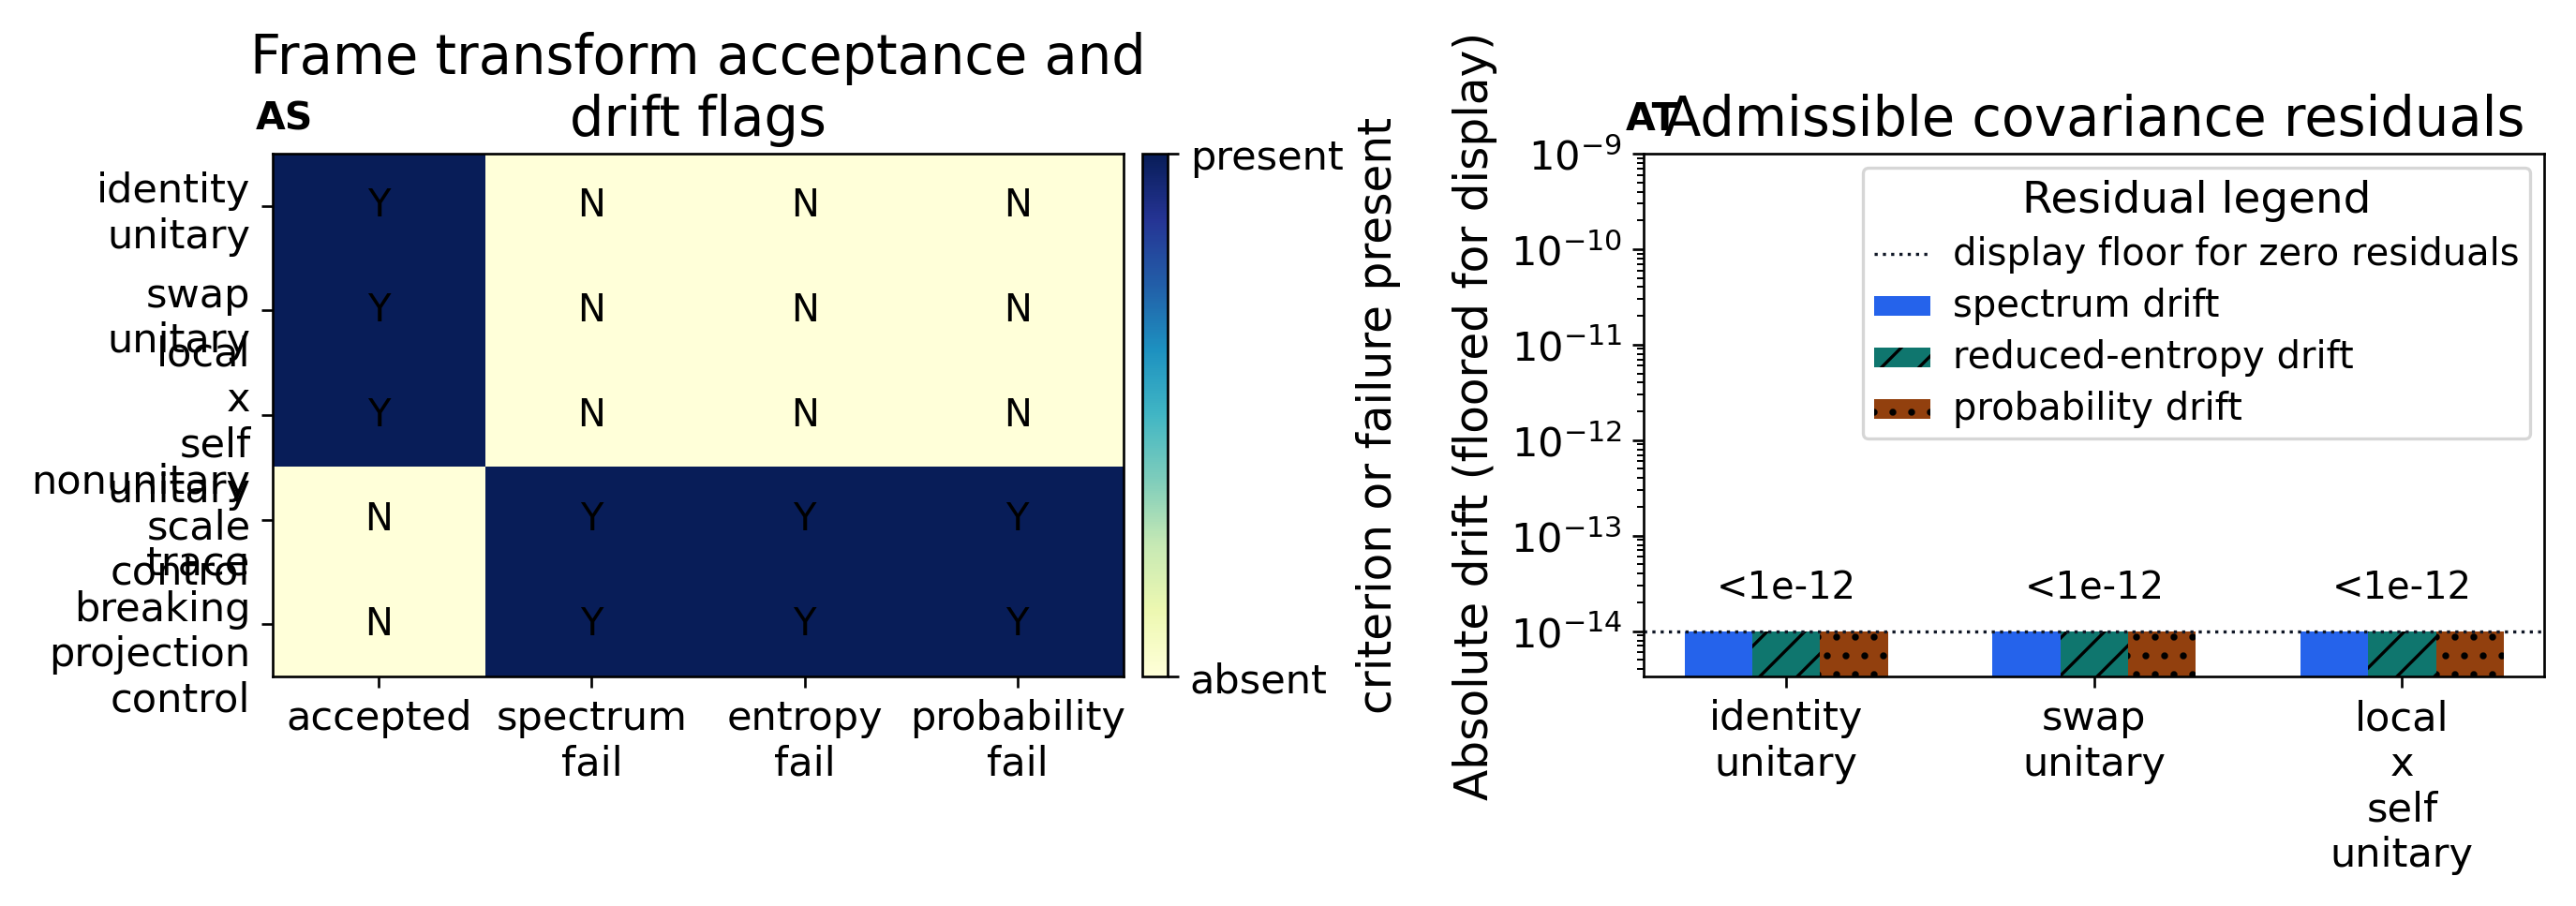 Frame transform acceptance and
drift flags
AS
identity
unitary
swap
unitary
local
x
self
unitary
nonunitary
scale
control
trace
breaking
projection
control
Y N N N
Y N N N
Y N N N
N Y Y Y
N Y Y Y
accepted
spectrum
fail
entropy
fail
probability
fail
present
absent
criterion or failure present
AT
Admissible covariance residuals
Absolute drift (floored for display)
10⁻⁹
10⁻¹⁰
10⁻¹¹
10⁻¹²
10⁻¹³
10⁻¹⁴
Residual legend
display floor for zero residuals
spectrum drift
reduced-entropy drift
probability drift
<1e-12 <1e-12 <1e-12
identity
unitary
swap
unitary
local
x
self
unitary